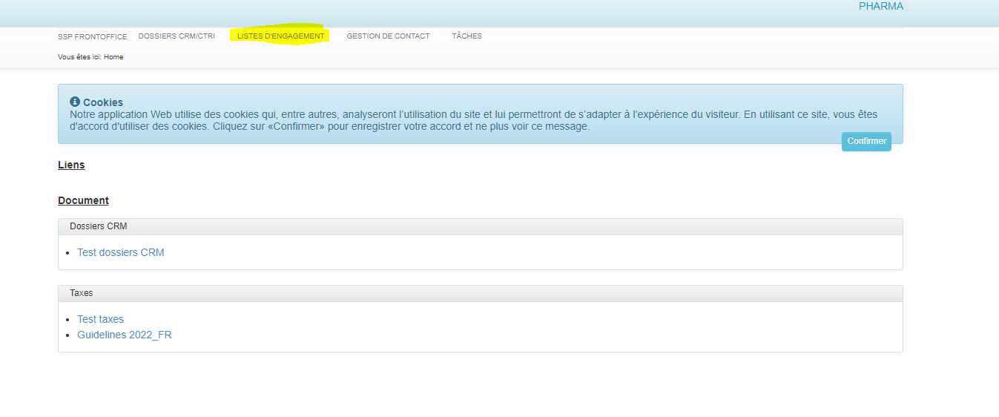 PHARMA
SSP FRONTOFFICE DOSSIERS CRM/CTRI LISTES D'ENGAGEMENT GESTION DE CONTACT TÂCHES
Vous êtes ici: Home
Cookies
Notre application Web utilise des cookies qui, entre autres, analyseront l’utilisation du site et lui permettront de s’adapter à l’expérience du visiteur. En utilisant ce site, vous êtes
d'accord d'utiliser des cookies. Cliquez sur «Confirmer» pour enregistrer votre accord et ne plus voir ce message.
Confirmer
Liens
Document
Dossiers CRM
Test dossiers CRM
Taxes
Test taxes
Guidelines 2022_FR